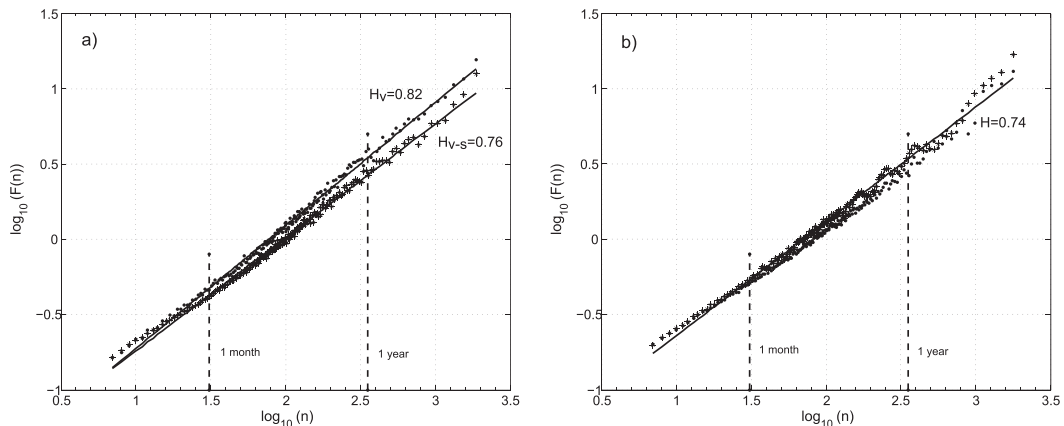 a)
1.5
1
0.5
0
−0.5
−1
log10 (F(n))
Hv=0.82
Hv-s=0.76
1 month
1 year
0.5 1 1.5 2 2.5 3 3.5
log10 (n)
b)
1.5
1
0.5
0
−0.5
−1
log10 (F(n))
H=0.74
1 month
1 year
0.5 1 1.5 2 2.5 3 3.5
log10 (n)